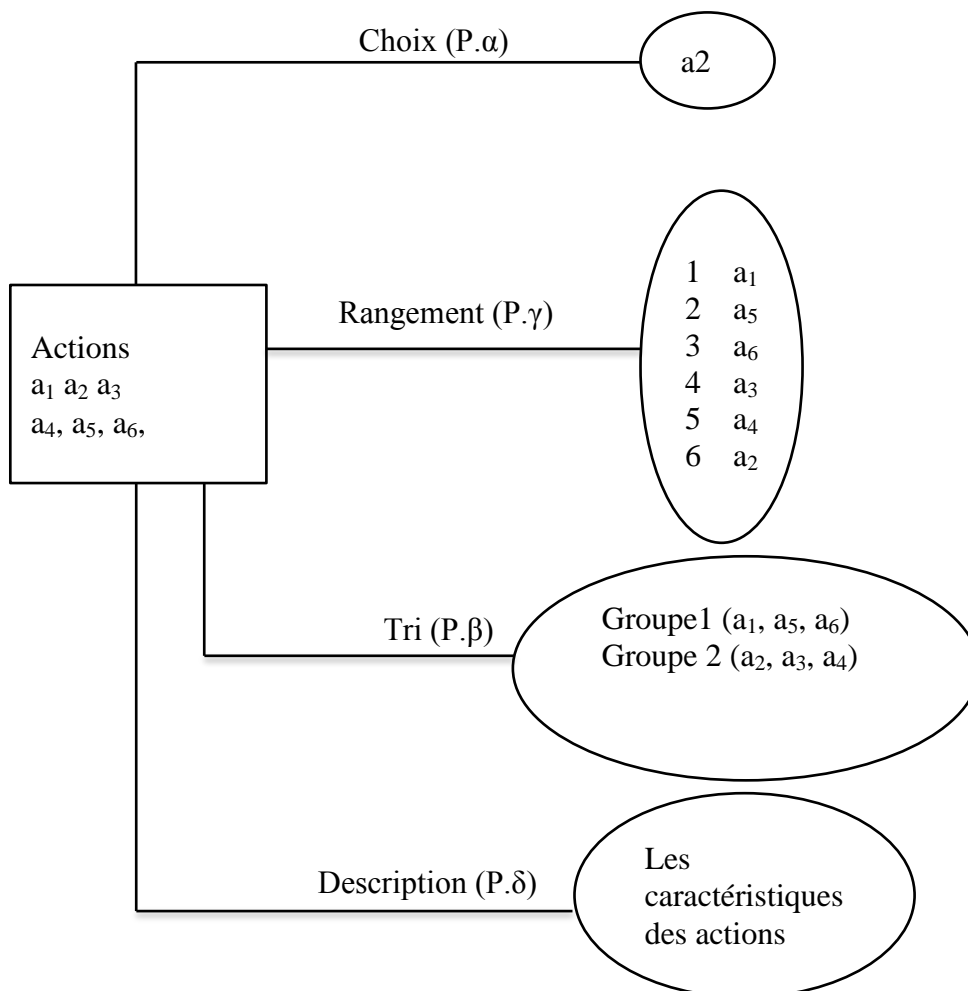 Choix (P.α)
a2
Actions
a₁ a₂ a₃
a₄, a₅, a₆,
Rangement (P.γ)
1 a₁
2 a₅
3 a₆
4 a₃
5 a₄
6 a₂
Tri (P.β)
Groupe1 (a₁, a₅, a₆)
Groupe 2 (a₂, a₃, a₄)
Description (P.δ)
Les
caractéristiques
des actions